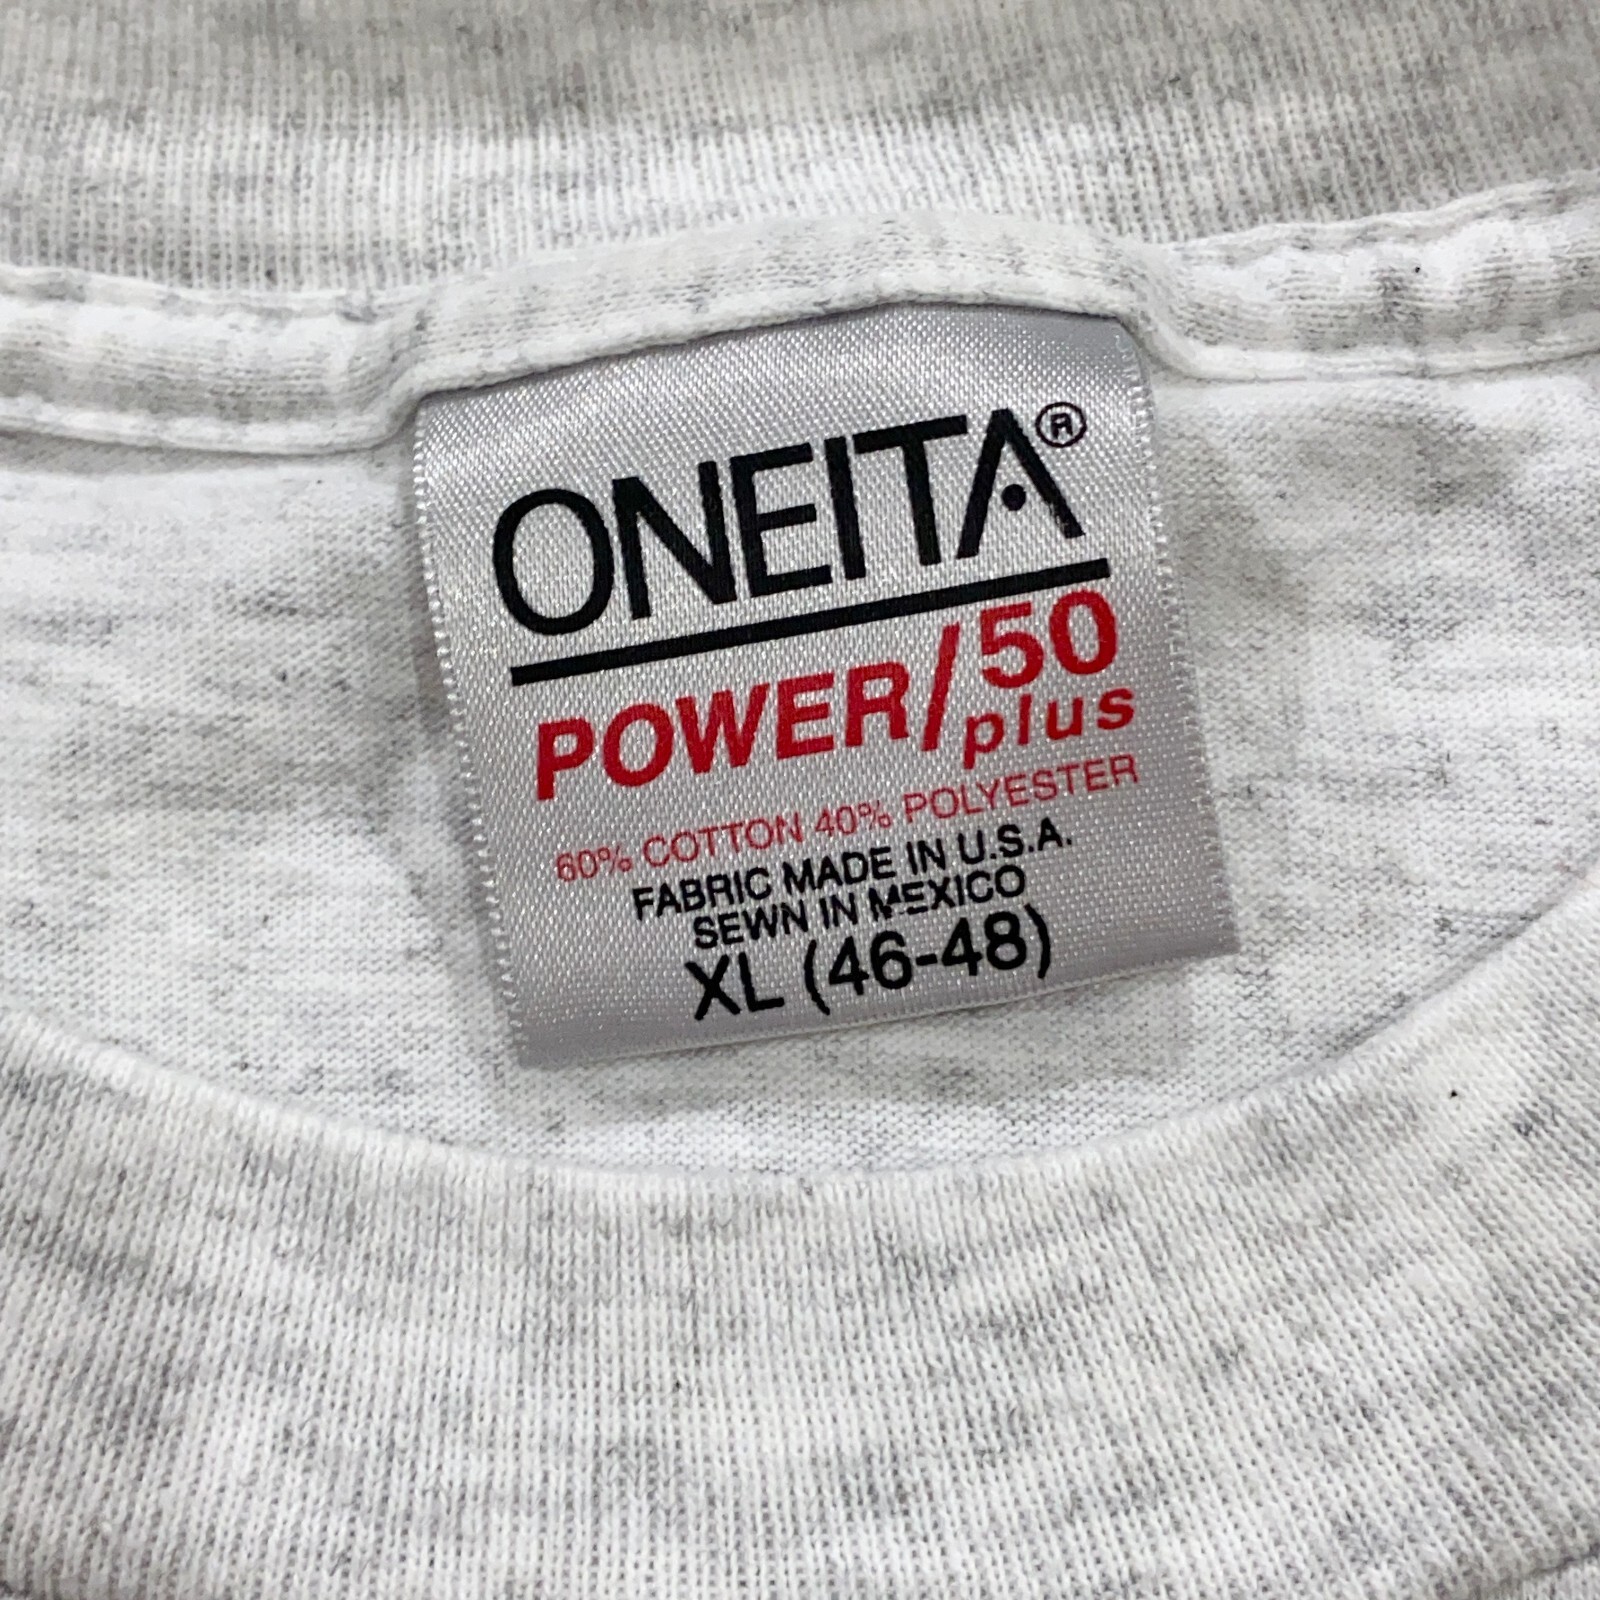 ONEITA®
POWER/50
plus
60% COTTON 40% POLYESTER
FABRIC MADE IN U.S.A.
SEWN IN MEXICO
XL (46-48)